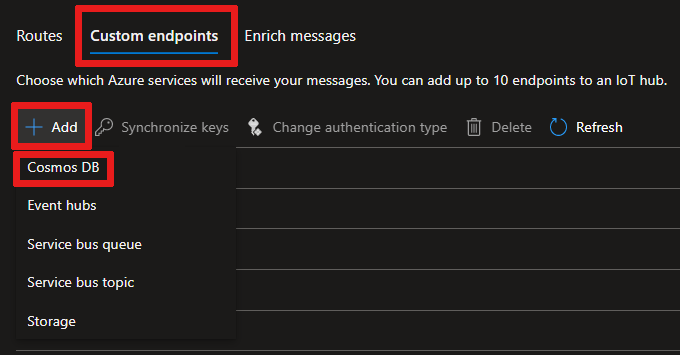 Routes Custom endpoints Enrich messages
Choose which Azure services will receive your messages. You can add up to 10 endpoints to an IoT hub.
Add Synchronize keys Change authentication type Delete Refresh
Cosmos DB
Event hubs
Service bus queue
Service bus topic
Storage